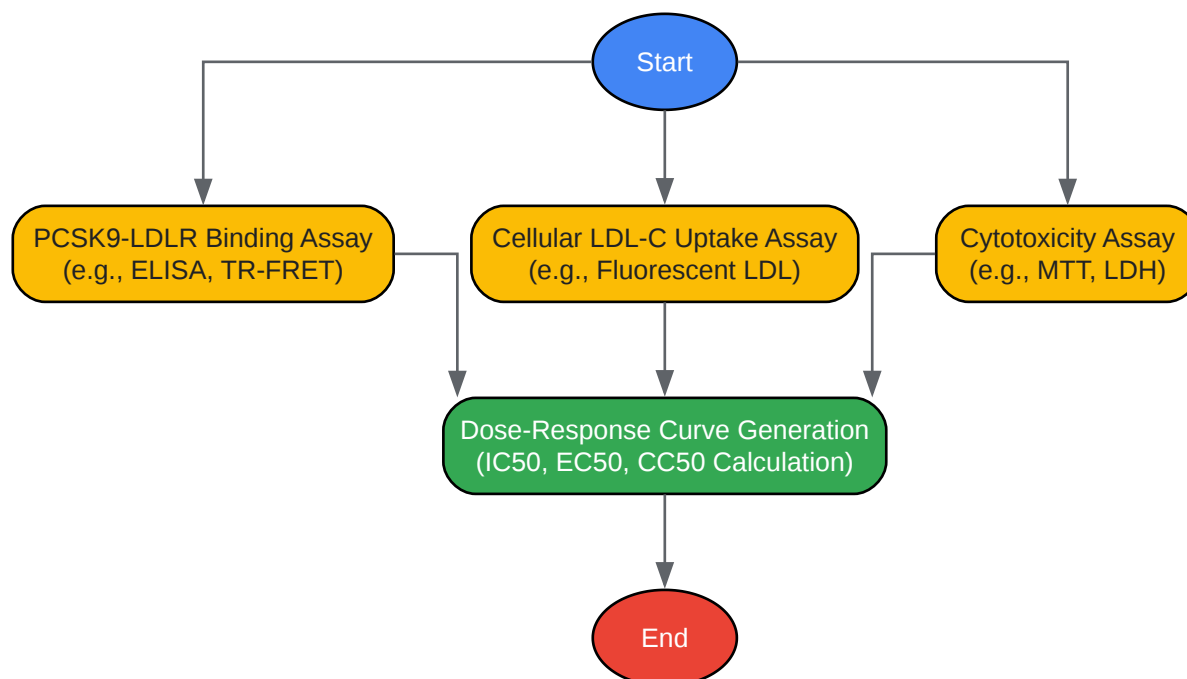 Start
PCSK9-LDLR Binding Assay
(e.g., ELISA, TR-FRET)
Cellular LDL-C Uptake Assay
(e.g., Fluorescent LDL)
Cytotoxicity Assay
(e.g., MTT, LDH)
Dose-Response Curve Generation
(IC50, EC50, CC50 Calculation)
End